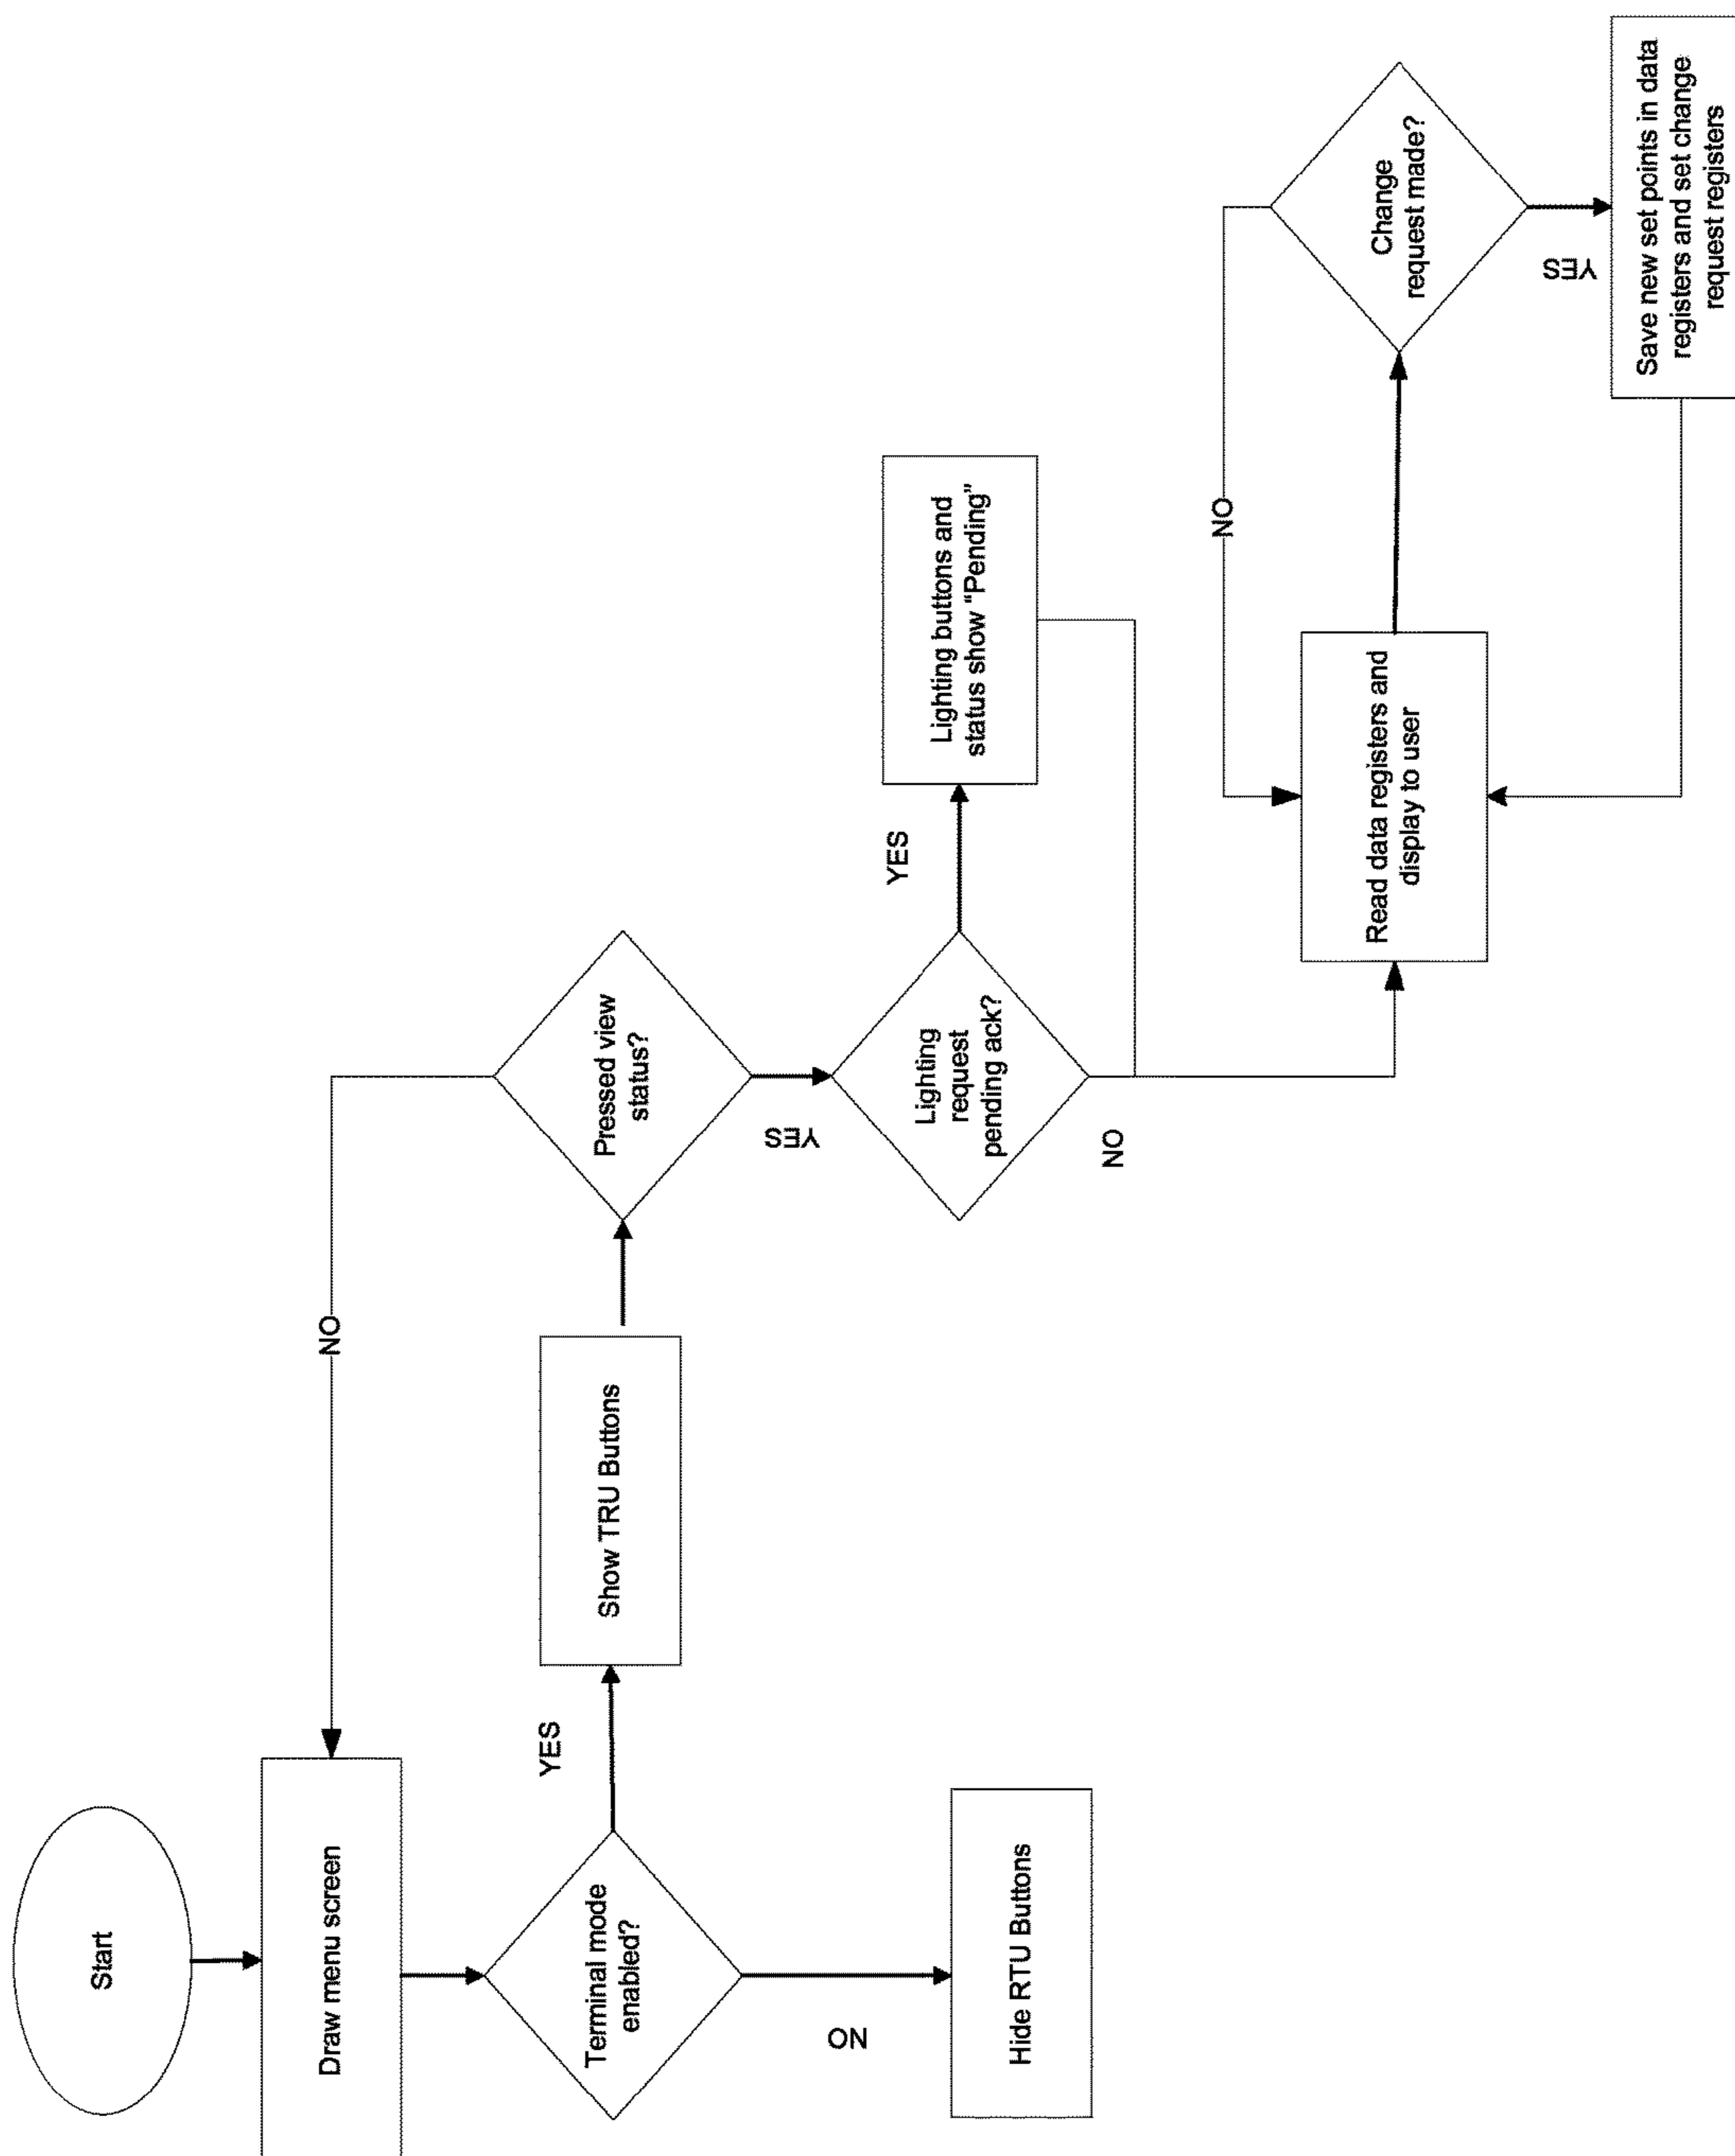 Start
Draw menu screen
Terminal mode
enabled?
YES
NO
Hide RTU Buttons
Show TRU Buttons
NO
Pressed view
status?
YES
Lighting
request
pending ack?
NO
YES
Lighting buttons and
status show "Pending"
Read data registers and
display to user
NO
Change
request made?
YES
Save new set points in data
registers and set change
request registers